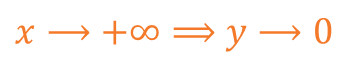 x → +∞ ⟹ y → 0